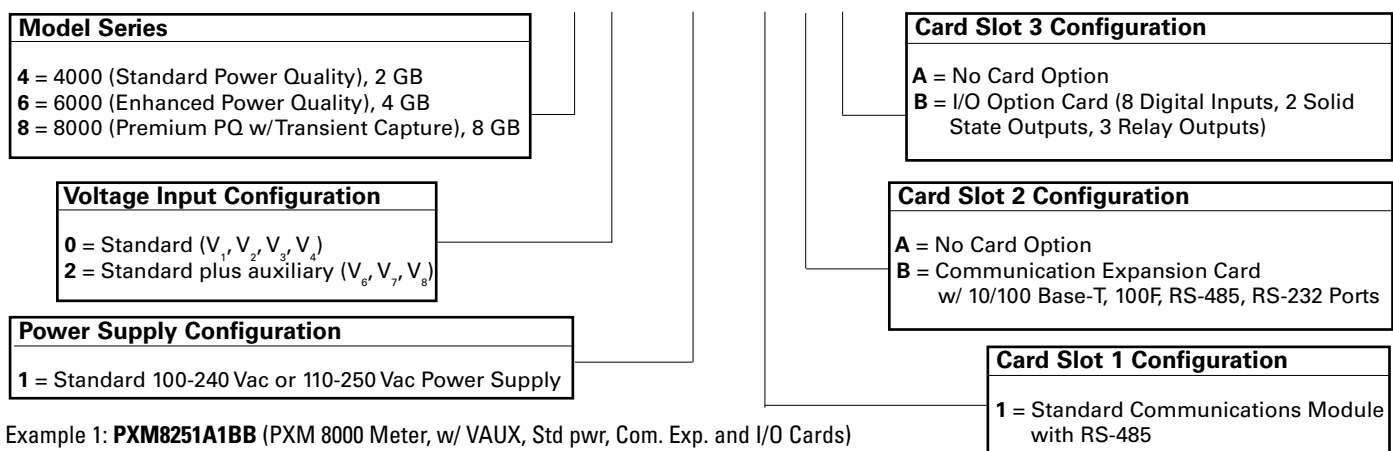 Model Series
4 = 4000 (Standard Power Quality), 2 GB
6 = 6000 (Enhanced Power Quality), 4 GB
8 = 8000 (Premium PQ w/Transient Capture), 8 GB
Voltage Input Configuration
0 = Standard (V1, V2, V3, V4)
2 = Standard plus auxiliary (V6, V7, V8)
Power Supply Configuration
1 = Standard 100-240 Vac or 110-250 Vac Power Supply
Card Slot 3 Configuration
A = No Card Option
B = I/O Option Card (8 Digital Inputs, 2 Solid
State Outputs, 3 Relay Outputs)
Card Slot 2 Configuration
A = No Card Option
B = Communication Expansion Card
w/ 10/100 Base-T, 100F, RS-485, RS-232 Ports
Card Slot 1 Configuration
1 = Standard Communications Module
with RS-485
Example 1: PXM8251A1BB (PXM 8000 Meter, w/ VAUX, Std pwr, Com. Exp. and I/O Cards)